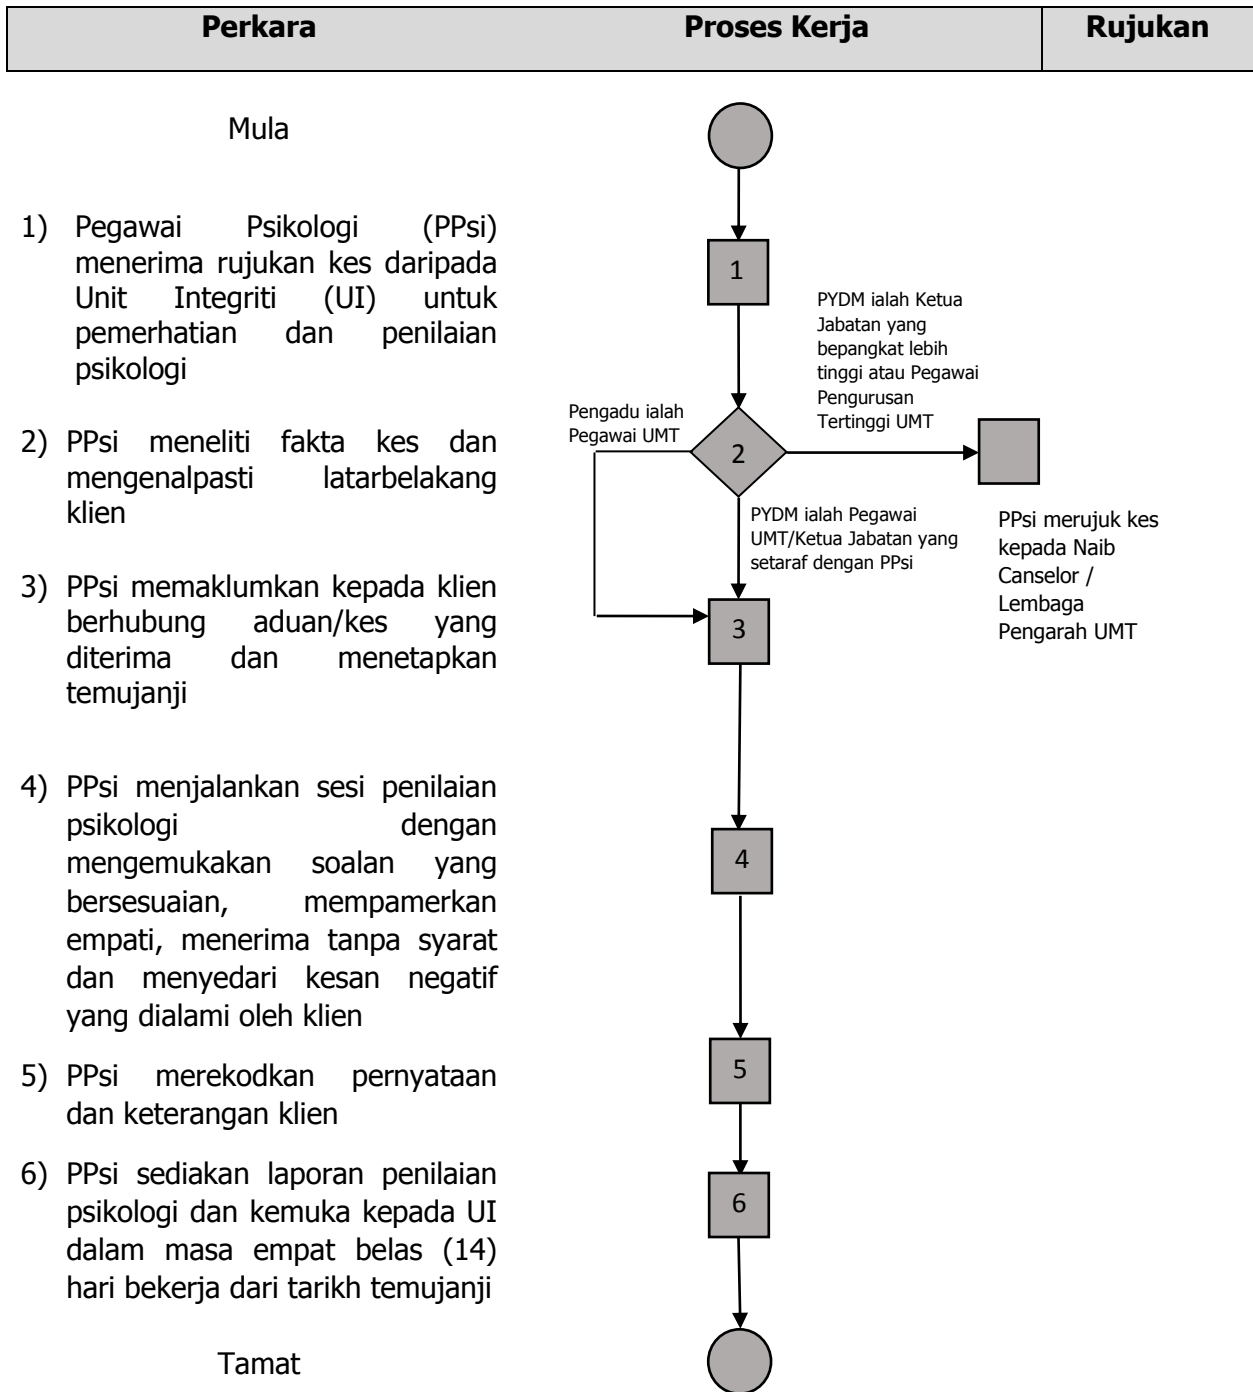 Perkara Proses Kerja Rujukan
Mula
1) Pegawai Psikologi (PPsi)
menerima rujukan kes daripada
Unit Integriti (UI) untuk
pemerhatian dan penilaian
psikologi
2) PPsi meneliti fakta kes dan
mengenalpasti latarbelakang
klien
3) PPsi memaklumkan kepada klien
berhubung aduan/kes yang
diterima dan menetapkan
temujanji
4) PPsi menjalankan sesi penilaian
psikologi dengan
mengemukakan soalan yang
bersesuaian, mempamerkan
empati, menerima tanpa syarat
dan menyedari kesan negatif
yang dialami oleh klien
5) PPsi merekodkan pernyataan
dan keterangan klien
6) PPsi sediakan laporan penilaian
psikologi dan kemuka kepada UI
dalam masa empat belas (14)
hari bekerja dari tarikh temujanji
Tamat
1
PYDM ialah Ketua
Jabatan yang
bepangkat lebih
tinggi atau Pegawai
Pengurusan
Tertinggi UMT
Pengadu ialah
Pegawai UMT
2
PYDM ialah Pegawai
UMT/Ketua Jabatan yang
setaraf dengan PPsi
PPsi merujuk kes
kepada Naib
Canselor /
Lembaga
Pengarah UMT
3
4
5
6